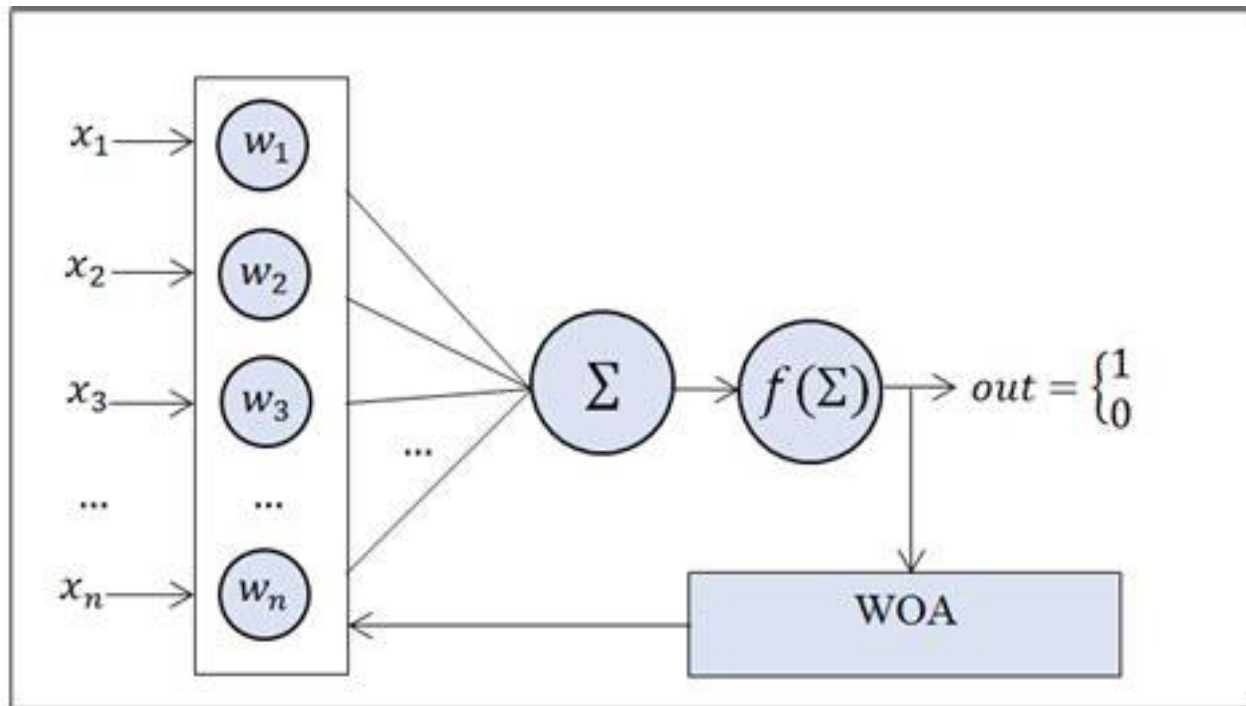 x₁ w₁
x₂ w₂
x₃ w₃
... ... ...
xₙ wₙ
Σ f(Σ) out = {1 0
WOA